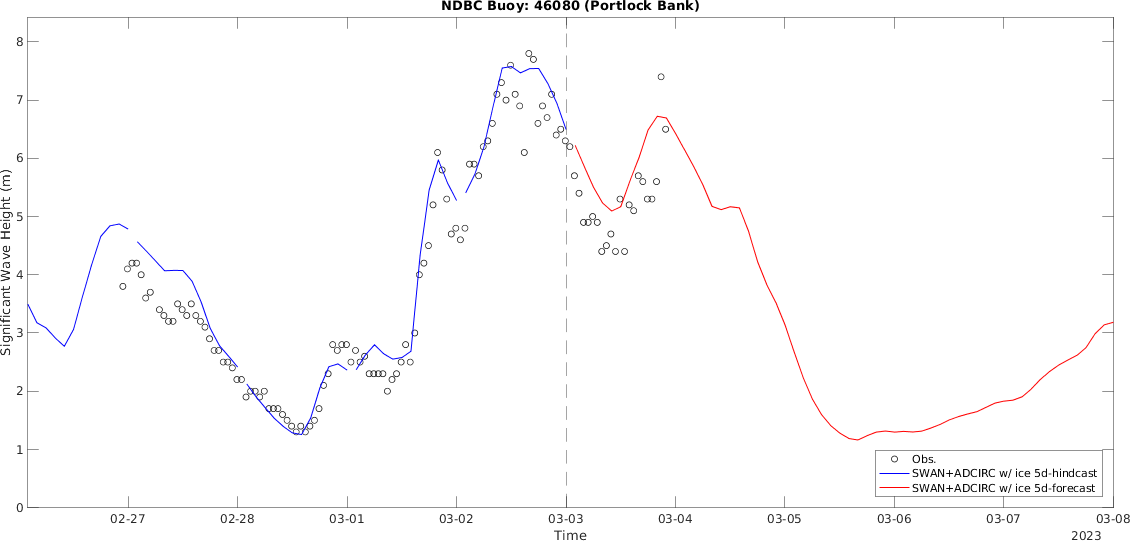 NDBC Buoy: 46080 (Portlock Bank)
8
7
6
5
4
3
2
1
0
Significant Wave Height (m)
Obs.
SWAN+ADCIRC w/ ice 5d-hindcast
SWAN+ADCIRC w/ ice 5d-forecast
02-27 02-28 03-01 03-02 03-03 03-04 03-05 03-06 03-07 03-08
Time
2023